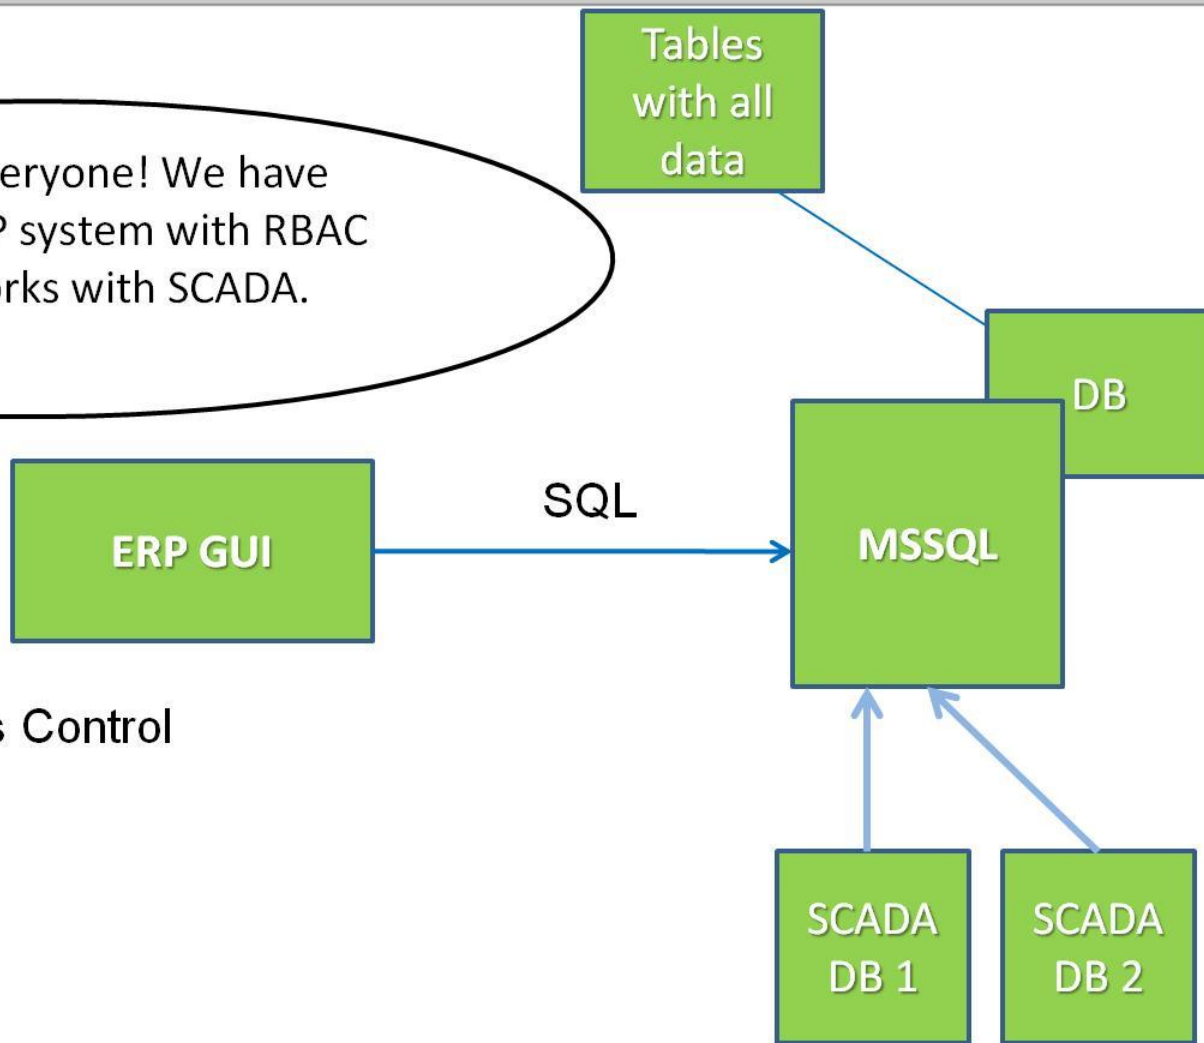 Tables
with all
data
eryone! We have
P system with RBAC
orks with SCADA.
DB
SQL
ERP GUI
MSSQL
s Control
SCADA
DB 1
SCADA
DB 2